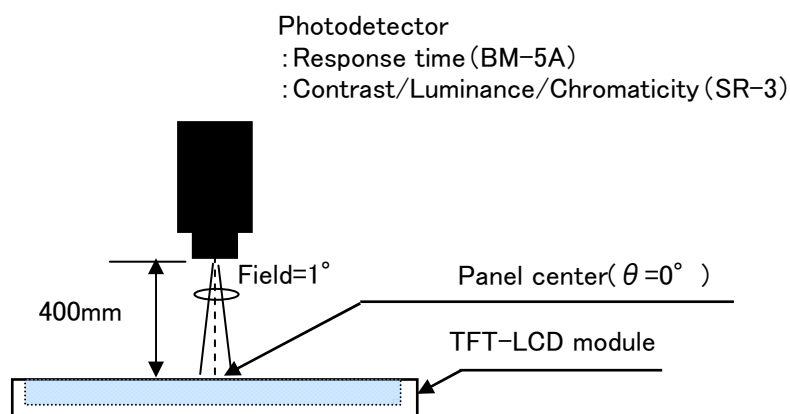 Photodetector
:Response time(BM-5A)
:Contrast/Luminance/Chromaticity(SR-3)
Field=1°
Panel center(θ=0° )
400mm
TFT-LCD module